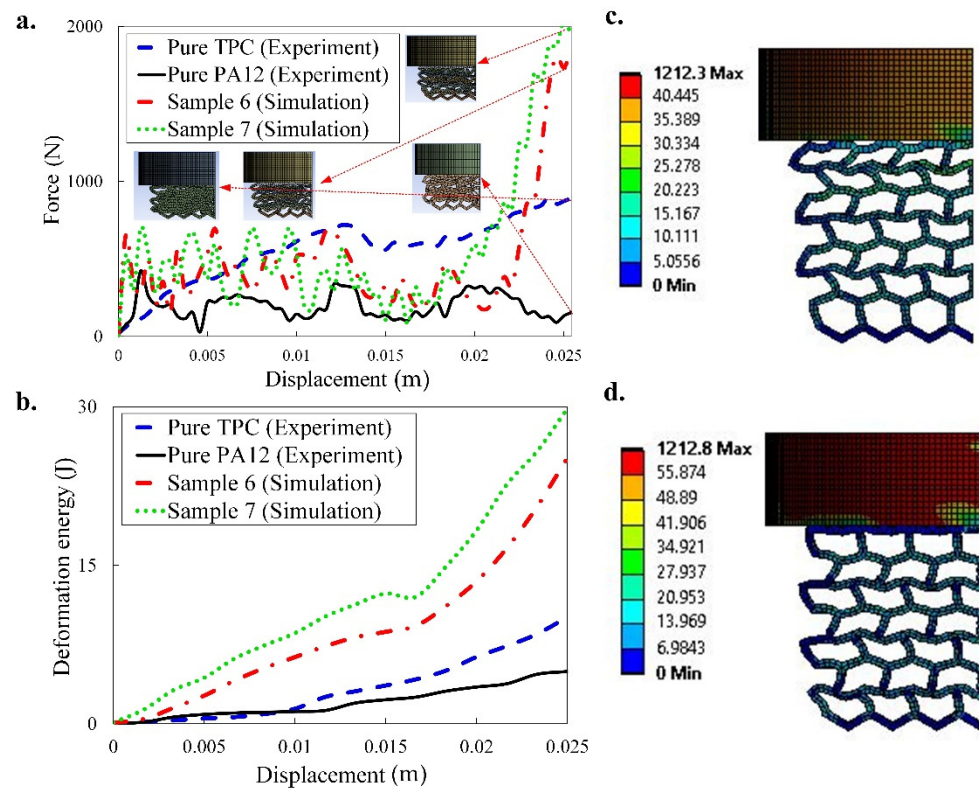 a.
2000
1000
0
Force (N)
Pure TPC (Experiment)
Pure PA12 (Experiment)
Sample 6 (Simulation)
Sample 7 (Simulation)
0
0.005
0.01
0.015
0.02
0.025
Displacement (m)
b.
30
15
0
Deformation energy (J)
Pure TPC (Experiment)
Pure PA12 (Experiment)
Sample 6 (Simulation)
Sample 7 (Simulation)
0
0.005
0.01
0.015
0.02
0.025
Displacement (m)
c.
1212.3 Max
40.445
35.389
30.334
25.278
20.223
15.167
10.111
5.0556
0 Min
d.
1212.8 Max
55.874
48.89
41.906
34.921
27.937
20.953
13.969
6.9843
0 Min